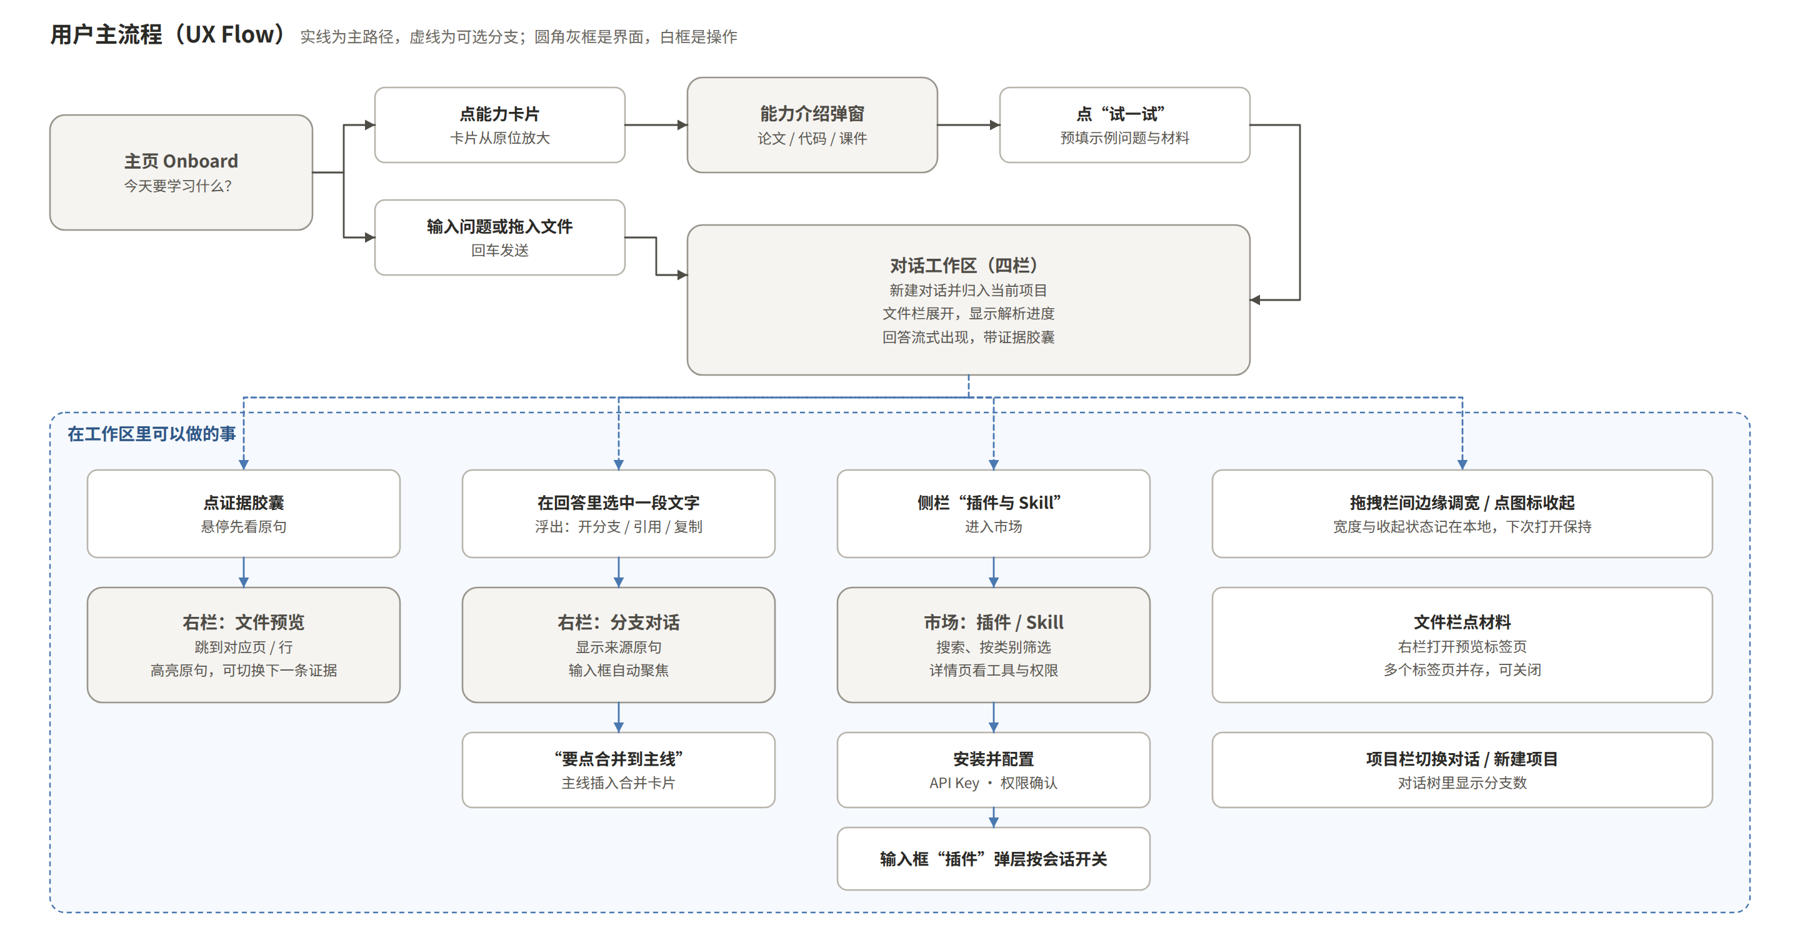 用户主流程（UX Flow） 实线为主路径，虚线为可选分支；圆角灰框是界面，白框是操作
主页 Onboard
今天要学习什么？
点能力卡片
卡片从原位放大
能力介绍弹窗
论文 / 代码 / 课件
点“试一试”
预填示例问题与材料
输入问题或拖入文件
回车发送
对话工作区（四栏）
新建对话并归入当前项目
文件栏展开，显示解析进度
回答流式出现，带证据胶囊
在工作区里可以做的事
点证据胶囊
悬停先看原句
在回答里选中一段文字
浮出：开分支 / 引用 / 复制
侧栏“插件与 Skill”
进入市场
拖拽栏间边缘调宽 / 点图标收起
宽度与收起状态记在本地，下次打开保持
右栏：文件预览
跳到对应页 / 行
高亮原句，可切换下一条证据
右栏：分支对话
显示来源原句
输入框自动聚焦
市场：插件 / Skill
搜索、按类别筛选
详情页看工具与权限
文件栏点材料
右栏打开预览标签页
多个标签页并存，可关闭
“要点合并到主线”
主线插入合并卡片
安装并配置
API Key · 权限确认
项目栏切换对话 / 新建项目
对话树里显示分支数
输入框“插件”弹层按会话开关